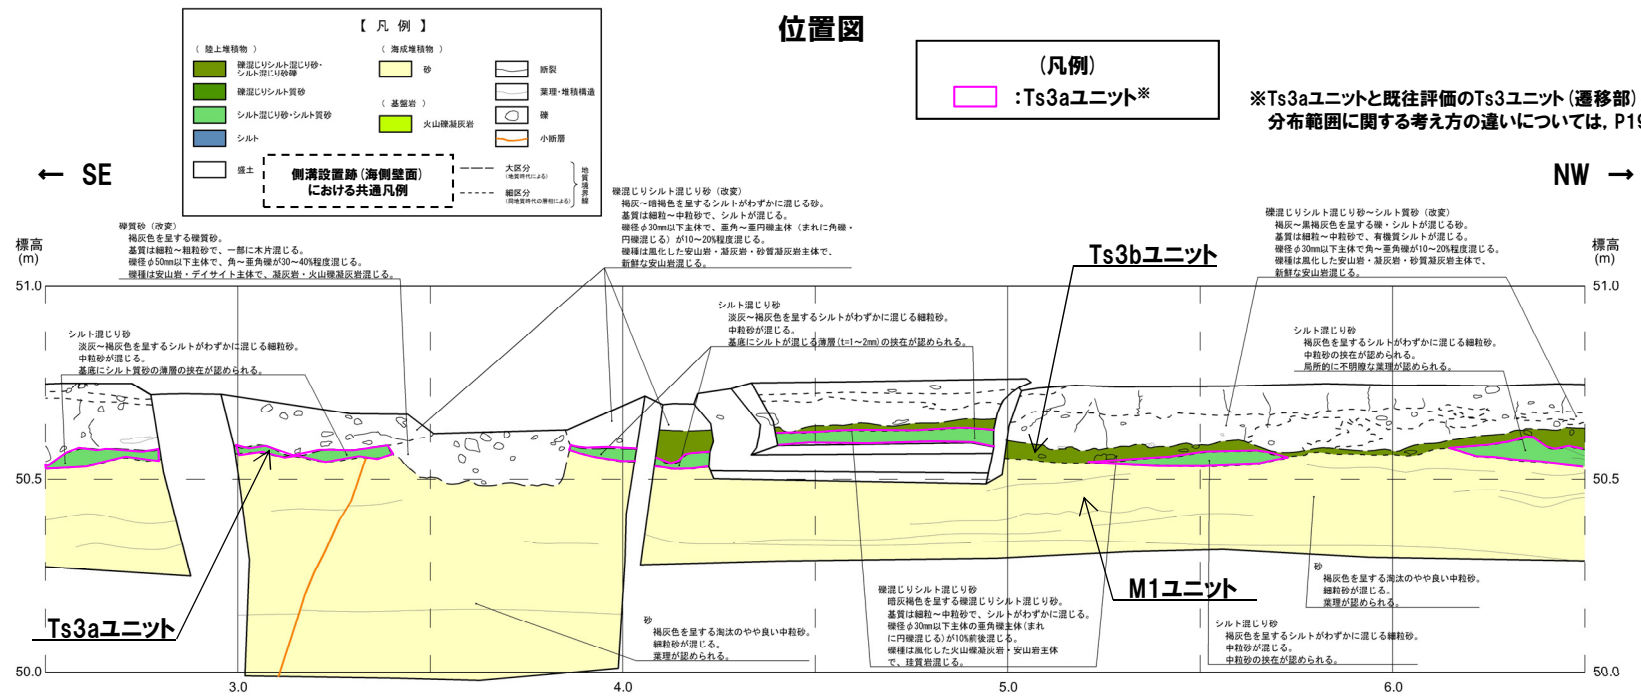 位置図
【 凡 例 】
( 陸上堆積物 )
礫混じりシルト混じり砂・
シルト混じり砂礫
礫混じりシルト質砂
シルト混じり砂・シルト質砂
シルト
盛土
( 海成堆積物 )
砂
( 基盤岩 )
火山礫凝灰岩
断裂
葉理・堆積構造
礫
小断層
側溝設置跡(海側壁面)
における共通凡例
大区分
(地質時代による)
細区分
(同地質時代の層相による)
地質境界線
(凡例)
:Ts3aユニット※
※Ts3aユニットと既往評価のTs3ユニット(遷移部)
分布範囲に関する考え方の違いについては, P19
← SE
NW →
標高
(m)
標高
(m)
礫質砂 (改変)
褐灰色を呈する礫質砂。
基質は細粒~粗粒砂で、一部に木片混じる。
礫径φ50mm以下主体で、角~亜角礫が30~40%程度混じる。
礫種は安山岩・デイサイト主体で、凝灰岩・火山礫凝灰岩混じる。
礫混じりシルト混じり砂 (改変)
褐灰~暗褐色を呈するシルトがわずかに混じる砂。
基質は細粒~中粒砂で、シルトが混じる。
礫径φ30mm以下主体で、亜角~亜円礫主体 (まれに角礫・
円礫混じる) が10~20%程度混じる。
礫種は風化した安山岩・凝灰岩・砂質凝灰岩主体で、
新鮮な安山岩混じる。
Ts3bユニット
礫混じりシルト混じり砂~シルト質砂 (改変)
褐灰~黒褐灰色を呈する礫・シルトが混じる砂。
基質は細粒~中粒砂で、有機質シルトが混じる。
礫径φ30mm以下主体で角~亜角礫が10~20%程度混じる。
礫種は風化した安山岩・凝灰岩・砂質凝灰岩主体で、
新鮮な安山岩混じる。
51.0
51.0
シルト混じり砂
淡灰~褐灰色を呈するシルトがわずかに混じる細粒砂。
中粒砂が混じる。
基底にシルト質砂の薄層の挟在が認められる。
シルト混じり砂
淡灰~褐灰色を呈するシルトがわずかに混じる細粒砂。
中粒砂が混じる。
基底にシルトが混じる薄層(t=1~2mm)の挟在が認められる。
シルト混じり砂
褐灰色を呈するシルトがわずかに混じる細粒砂。
中粒砂の挟在が認められる。
局所的に不明瞭な葉理が認められる。
50.5
50.5
Ts3aユニット
M1ユニット
砂
褐灰色を呈する淘汰のやや良い中粒砂。
細粒砂が混じる。
葉理が認められる。
礫混じりシルト混じり砂
暗灰褐色を呈する礫混じりシルト混じり砂。
基質は細粒~中粒砂で、シルトがわずかに混じる。
礫径φ30mm以下主体の亜角礫主体(まれ
に円礫混じる)が10%前後混じる。
礫種は風化した火山礫凝灰岩・安山岩主体
で、珪質岩混じる。
砂
褐灰色を呈する淘汰のやや良い中粒砂。
細粒砂が混じる。
葉理が認められる。
シルト混じり砂
褐灰色を呈するシルトがわずかに混じる細粒砂。
中粒砂が混じる。
中粒砂の挟在が認められる。
50.0
50.0
3.0
4.0
5.0
6.0